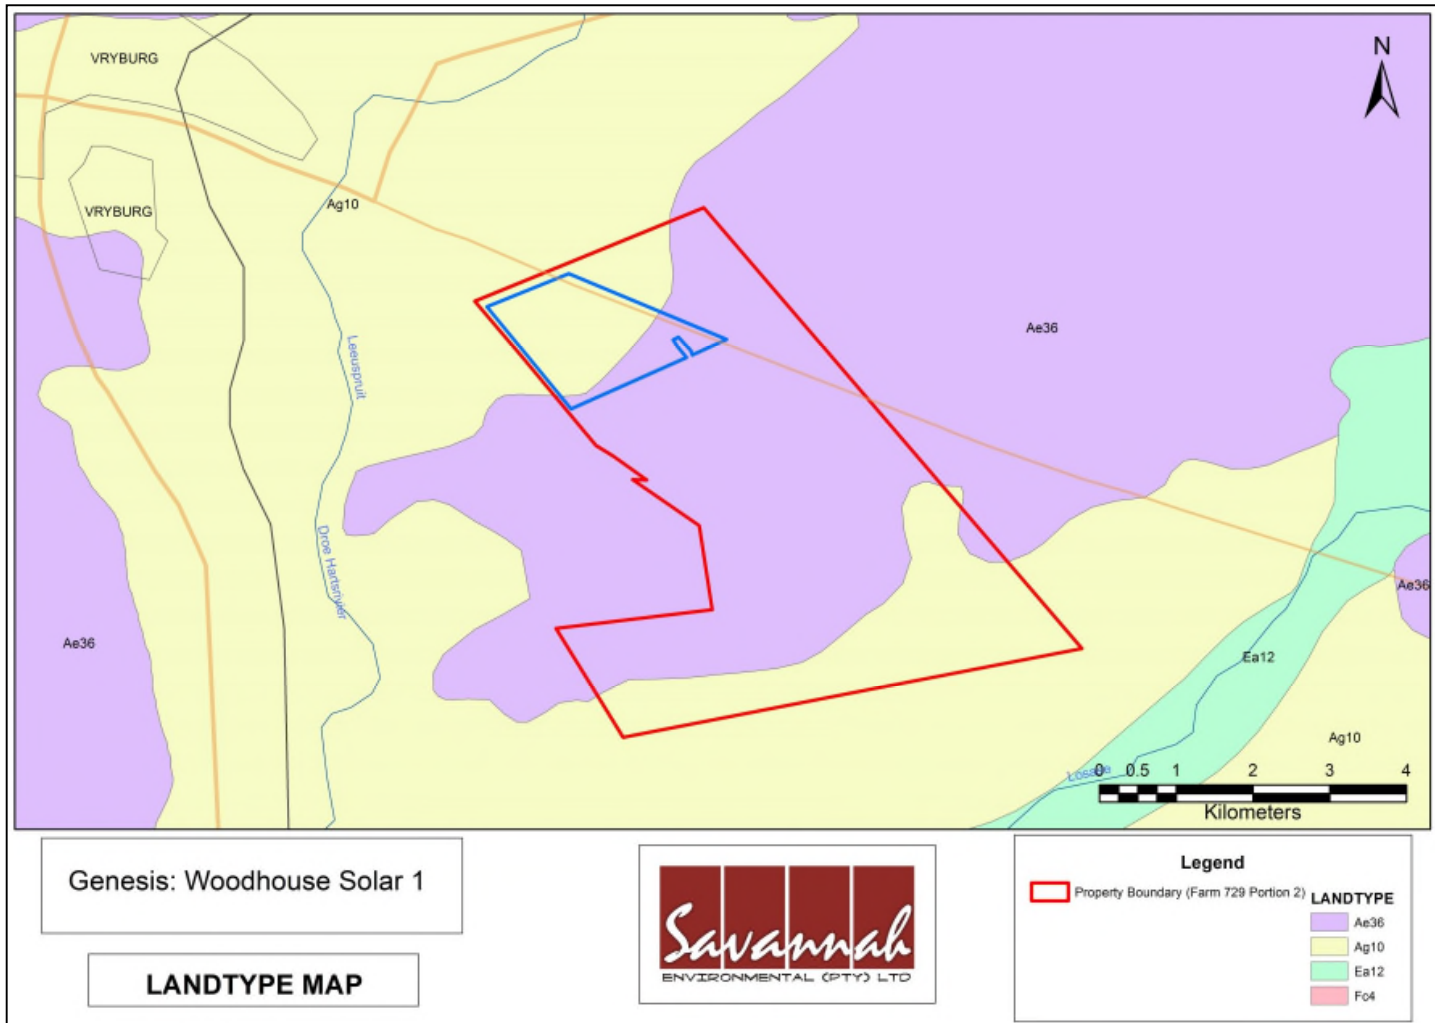 VRYBURG
N
VRYBURG
Ag10
Ae36
Leeuspruit
Droe Hartsrivier
Ae36
Ae36
Ea12
Ag10
0 0.5 1 2 3 4
Kilometers
Genesis: Woodhouse Solar 1
LANDTYPE MAP
Savannah
ENVIRONMENTAL (PTY) LTD
Legend
Property Boundary (Farm 729 Portion 2)
LANDTYPE
Ae36
Ag10
Ea12
Fo4